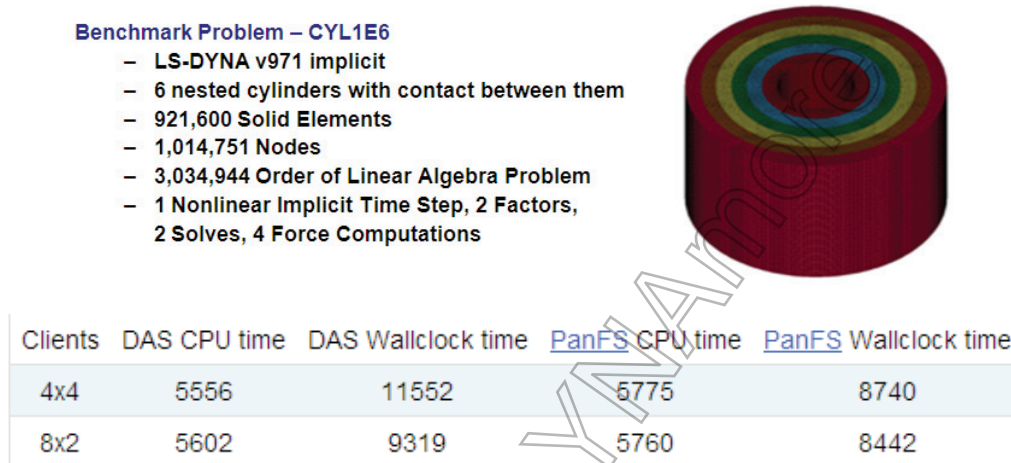 Benchmark Problem – CYL1E6
– LS-DYNA v971 implicit
– 6 nested cylinders with contact between them
– 921,600 Solid Elements
– 1,014,751 Nodes
– 3,034,944 Order of Linear Algebra Problem
– 1 Nonlinear Implicit Time Step, 2 Factors,
2 Solves, 4 Force Computations
YNAmore
Clients DAS CPU time DAS Wallclock time PanFS CPU time PanFS Wallclock time
4x4 5556 11552 5775 8740
8x2 5602 9319 5760 8442